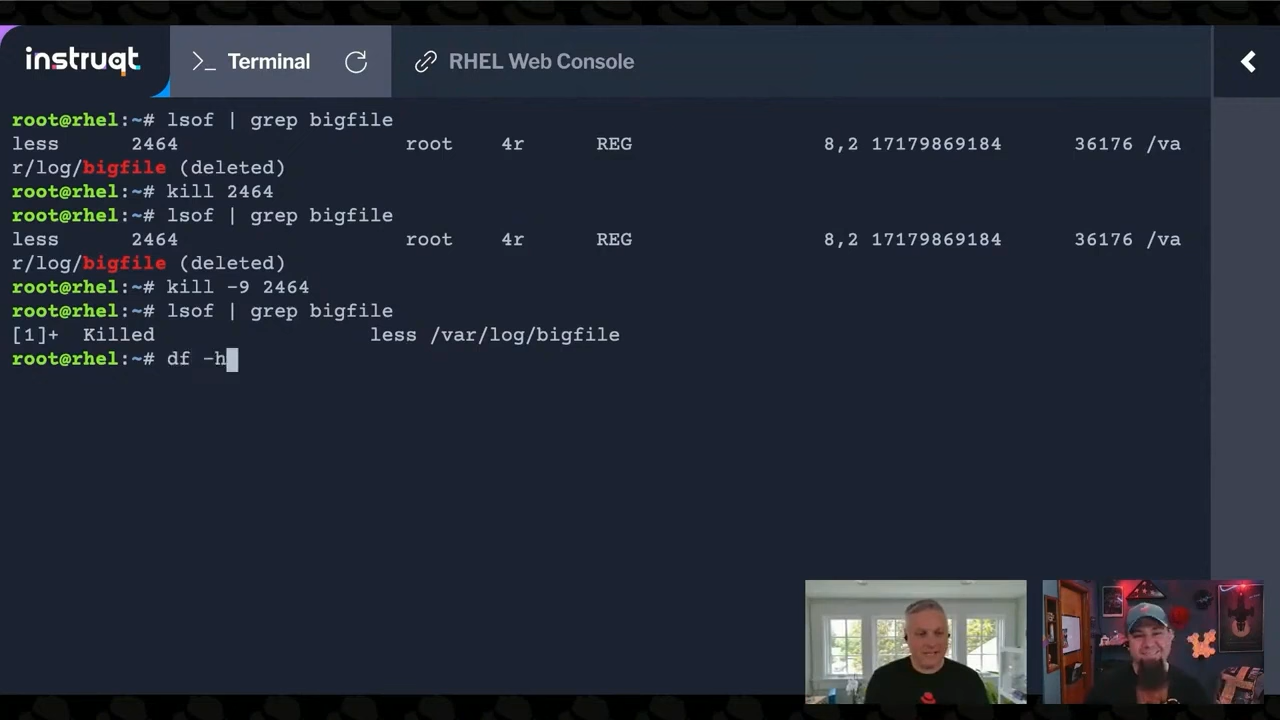 instruqt >_ Terminal RHEL Web Console
root@rhel:~# lsof | grep bigfile
less 2464 root 4r REG 8,2 17179869184 36176 /va
r/log/bigfile (deleted)
root@rhel:~# kill 2464
root@rhel:~# lsof | grep bigfile
less 2464 root 4r REG 8,2 17179869184 36176 /va
r/log/bigfile (deleted)
root@rhel:~# kill -9 2464
root@rhel:~# lsof | grep bigfile
[1]+ Killed less /var/log/bigfile
root@rhel:~# df -h